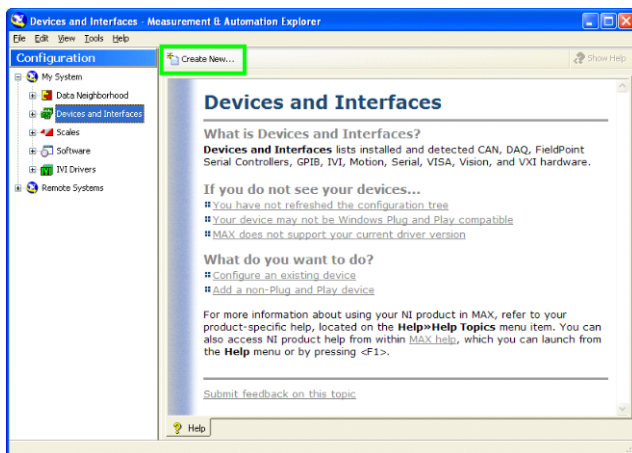 Devices and Interfaces - Measurement & Automation Explorer
File Edit View Tools Help
Configuration
Create New...
Show Help
My System
Data Neighborhood
Devices and Interfaces
Scales
Software
IVI Drivers
Remote Systems
Devices and Interfaces
What is Devices and Interfaces?
Devices and Interfaces lists installed and detected CAN, DAQ, FieldPoint
Serial Controllers, GPIB, IVI, Motion, Serial, VISA, Vision, and VXI hardware.
If you do not see your devices...
You have not refreshed the configuration tree
Your device may not be Windows Plug and Play compatible
MAX does not support your current driver version
What do you want to do?
Configure an existing device
Add a non-Plug and Play device
For more information about using your NI product in MAX, refer to your
product-specific help, located on the Help»Help Topics menu item. You can
also access NI product help from within MAX help, which you can launch from
the Help menu or by pressing <F1>.
Submit feedback on this topic
Help